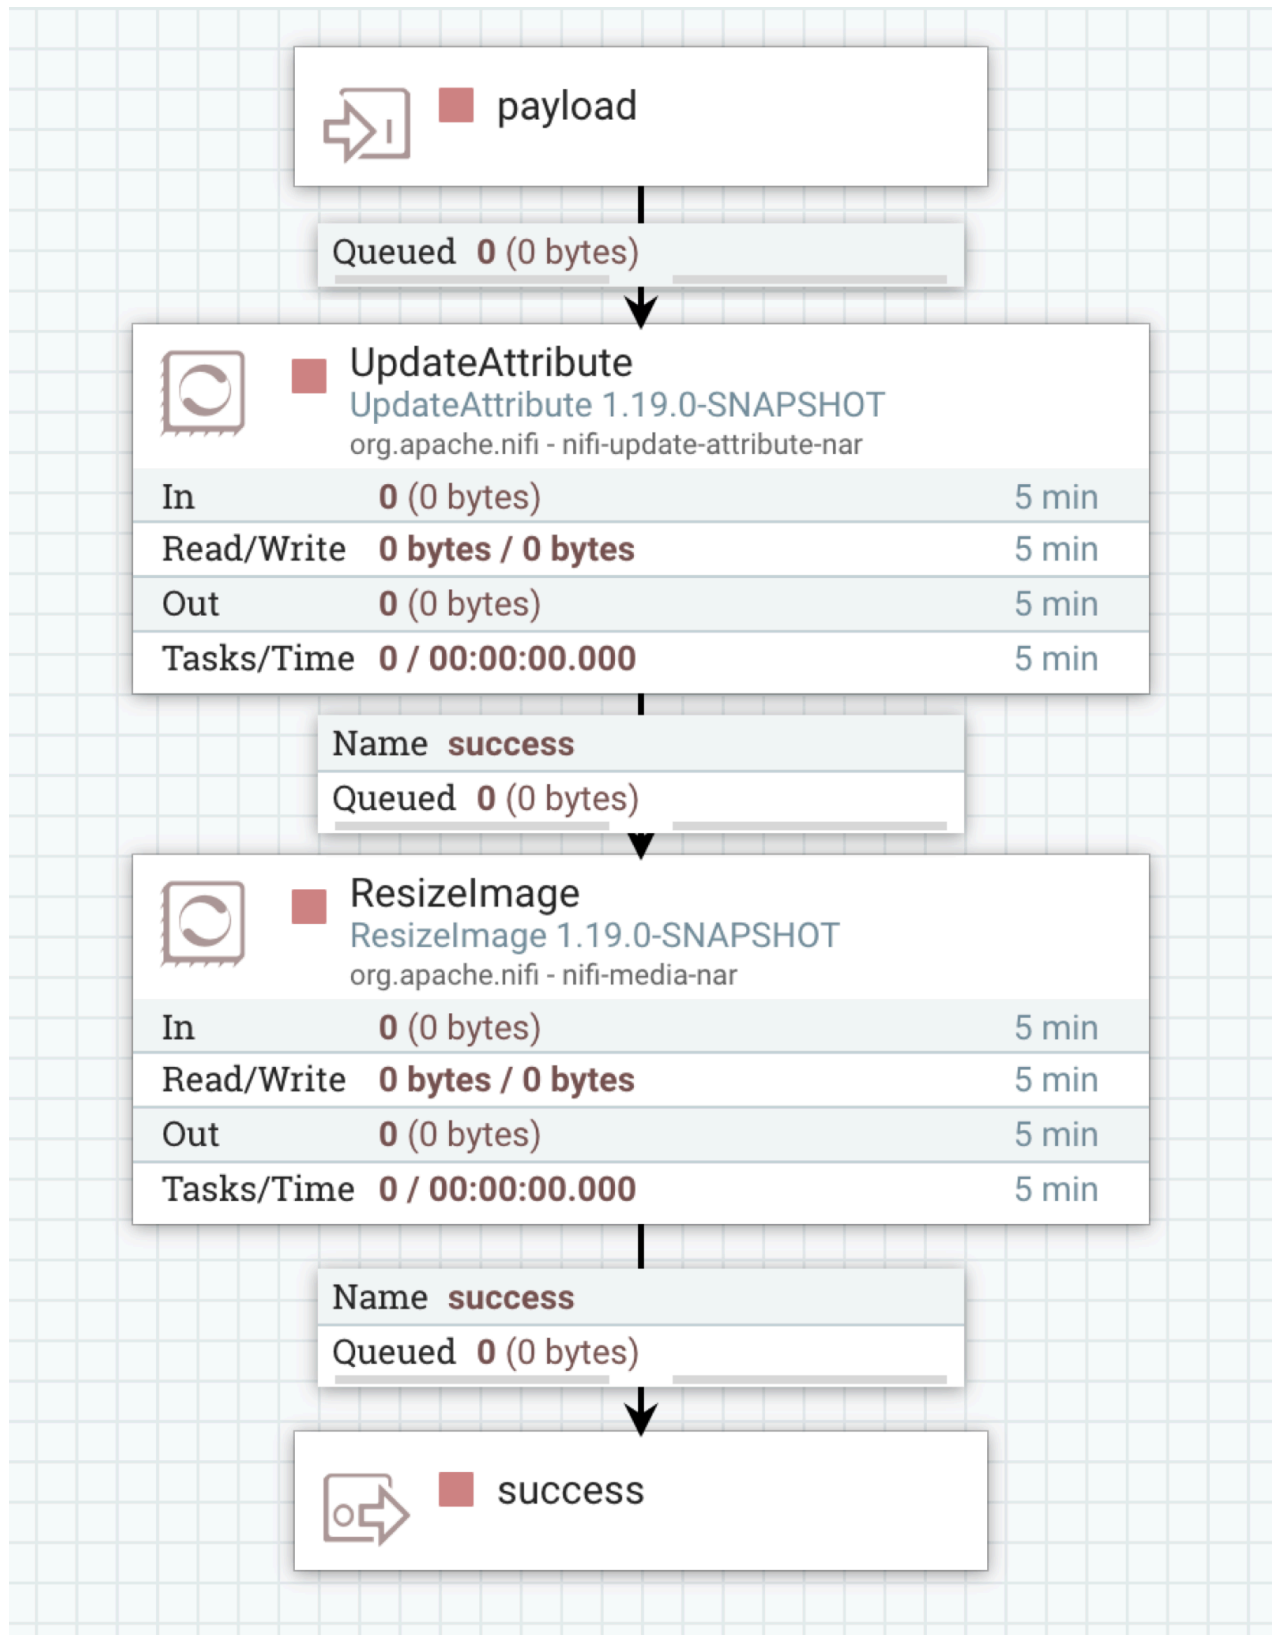 payload
Queued 0 (0 bytes)
UpdateAttribute
UpdateAttribute 1.19.0-SNAPSHOT
org.apache.nifi - nifi-update-attribute-nar
In 0 (0 bytes) 5 min
Read/Write 0 bytes / 0 bytes 5 min
Out 0 (0 bytes) 5 min
Tasks/Time 0 / 00:00:00.000 5 min
Name success
Queued 0 (0 bytes)
ResizeImage
ResizeImage 1.19.0-SNAPSHOT
org.apache.nifi - nifi-media-nar
In 0 (0 bytes) 5 min
Read/Write 0 bytes / 0 bytes 5 min
Out 0 (0 bytes) 5 min
Tasks/Time 0 / 00:00:00.000 5 min
Name success
Queued 0 (0 bytes)
success